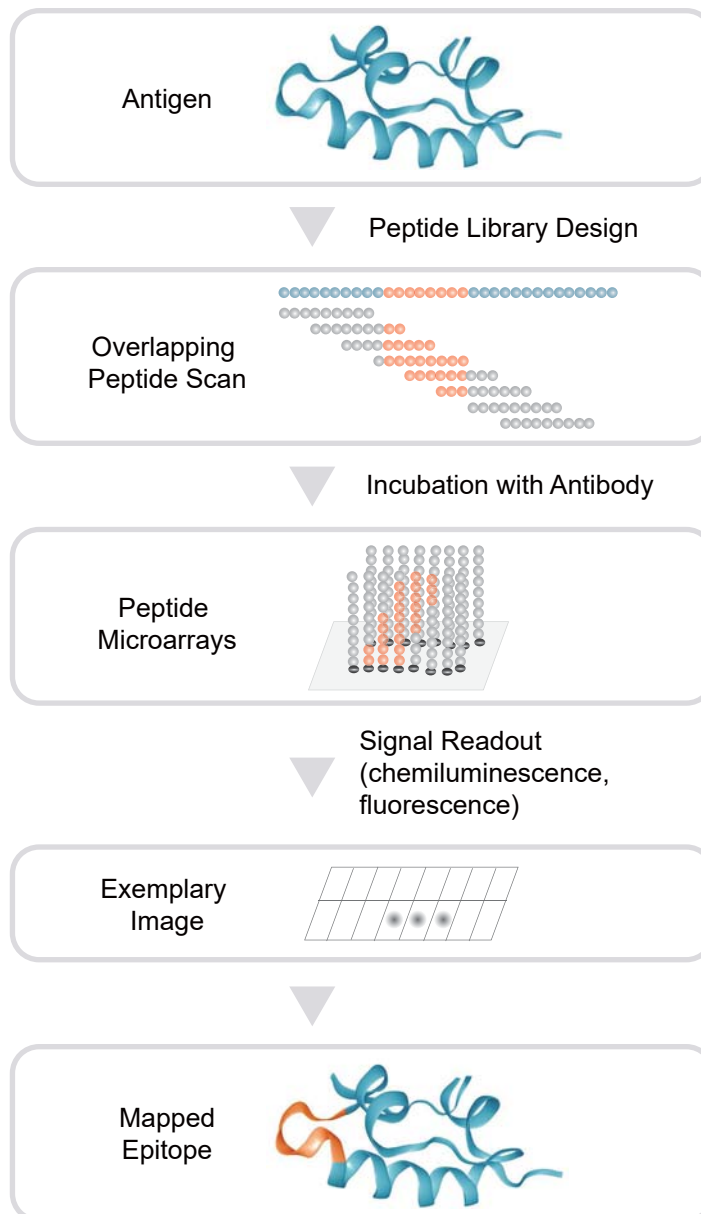 Antigen
Peptide Library Design
Overlapping
Peptide Scan
Incubation with Antibody
Peptide
Microarrays
Signal Readout
(chemiluminescence,
fluorescence)
Exemplary
Image
Mapped
Epitope